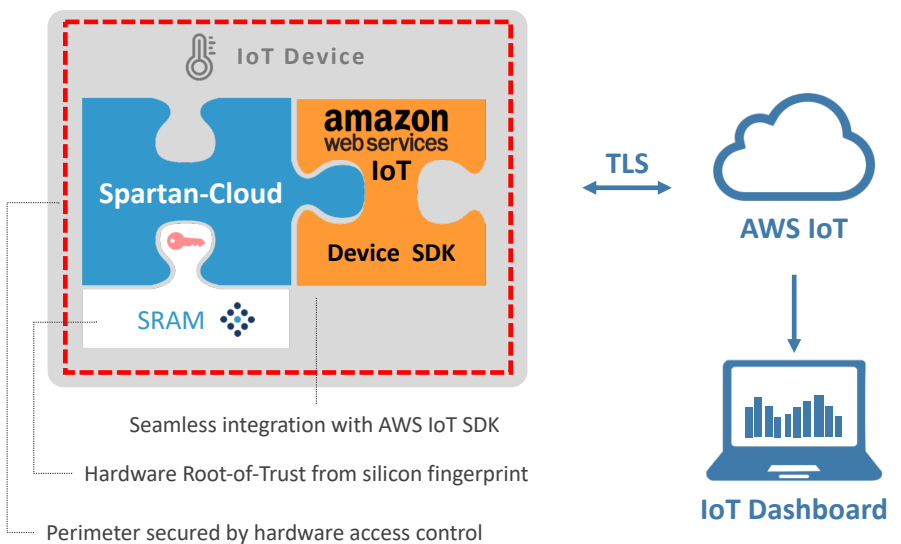 IoT Device
amazon
webservices
IoT
Spartan-Cloud
Device SDK
SRAM
TLS
AWS IoT
Seamless integration with AWS IoT SDK
Hardware Root-of-Trust from silicon fingerprint
Perimeter secured by hardware access control
IoT Dashboard